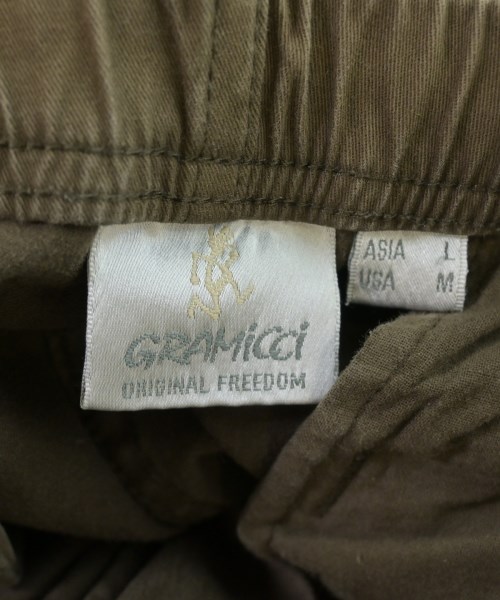 GRAMiCCi
ORIGINAL FREEDOM
ASIA L
USA M